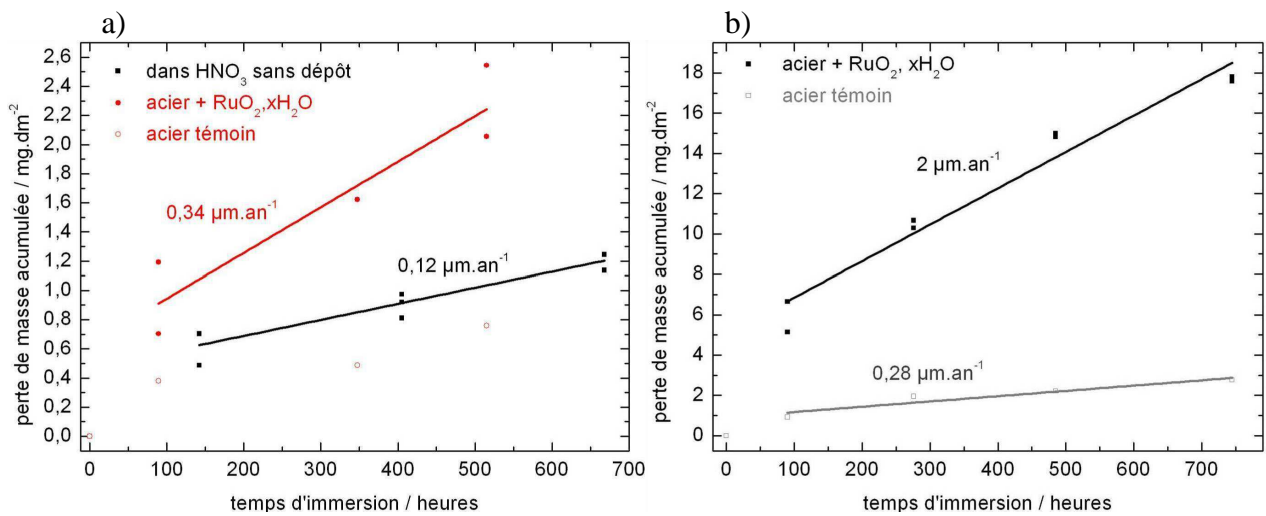 a)
2,6
2,4
2,2
2,0
1,8
1,6
1,4
1,2
1,0
0,8
0,6
0,4
0,2
0,0
perte de masse acumulée / mg.dm⁻²
dans HNO₃ sans dépôt
acier + RuO₂,xH₂O
acier témoin
0,34 µm.an⁻¹
0,12 µm.an⁻¹
0 100 200 300 400 500 600 700
temps d'immersion / heures
b)
18
16
14
12
10
8
6
4
2
0
perte de masse acumulée / mg.dm⁻²
acier + RuO₂, xH₂O
acier témoin
2 µm.an⁻¹
0,28 µm.an⁻¹
0 100 200 300 400 500 600 700
temps d'immersion / heures